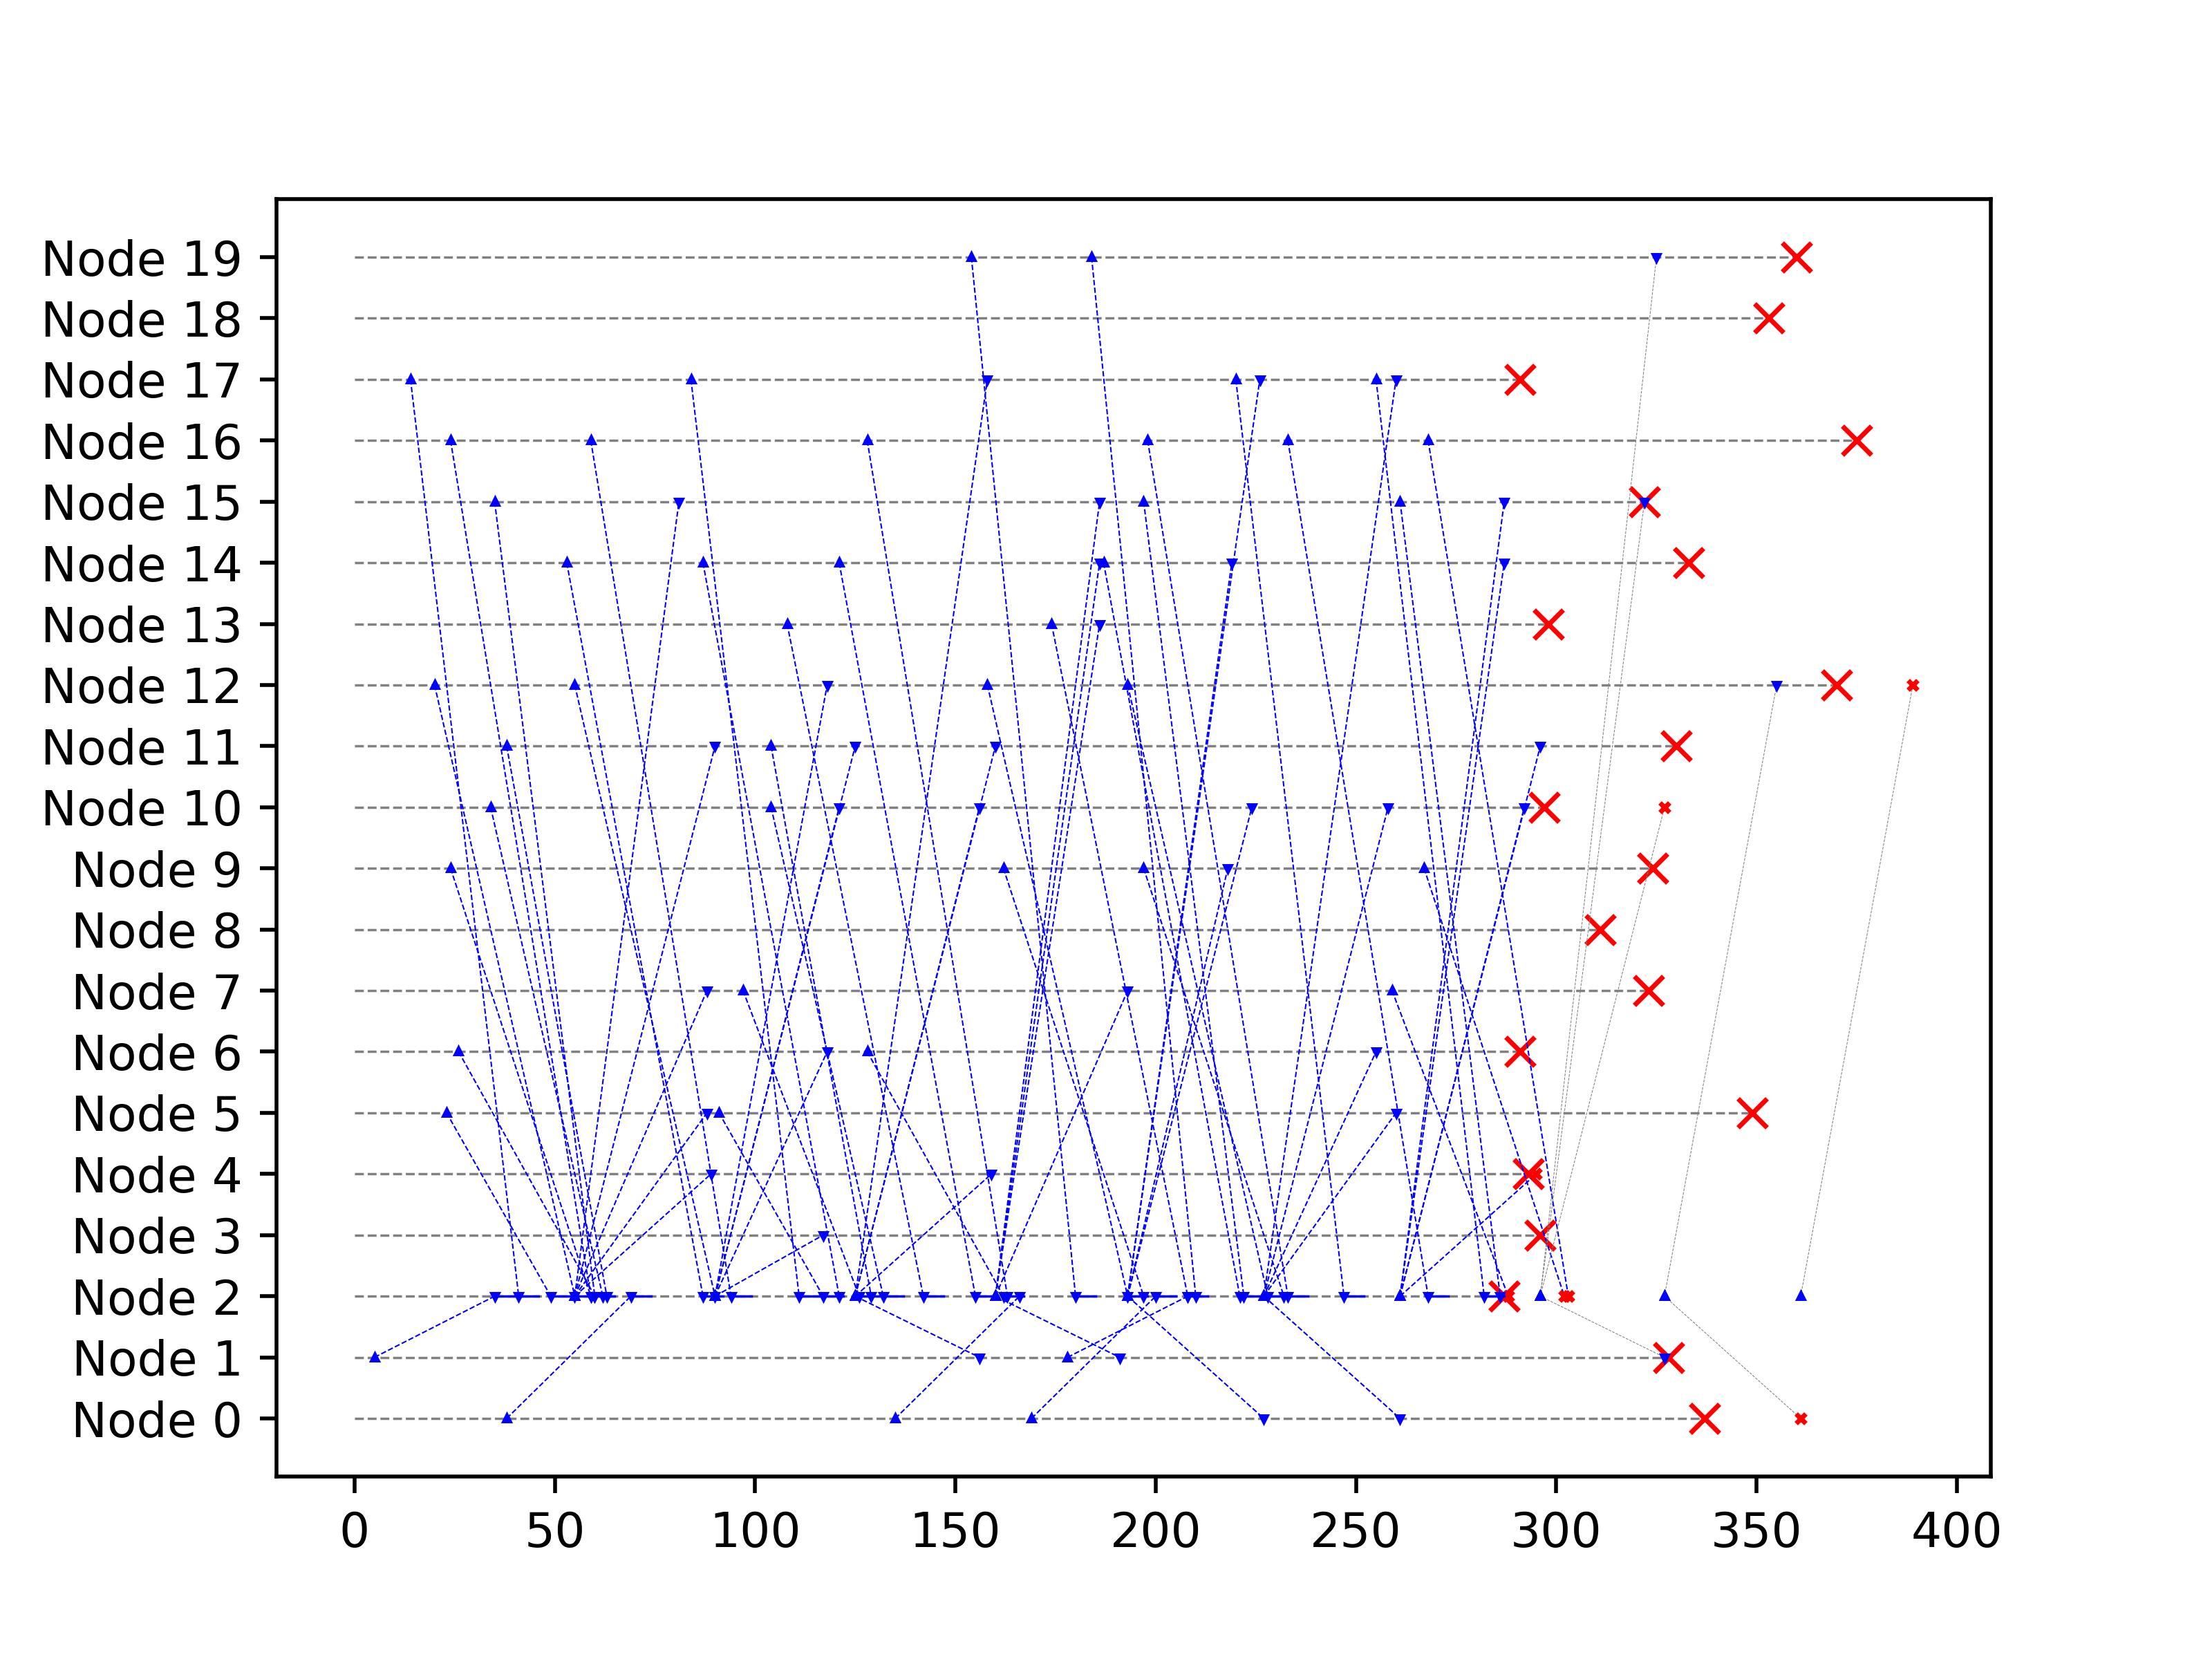 Node 19
Node 18
Node 17
Node 16
Node 15
Node 14
Node 13
Node 12
Node 11
Node 10
Node 9
Node 8
Node 7
Node 6
Node 5
Node 4
Node 3
Node 2
Node 1
Node 0
0 50 100 150 200 250 300 350 400